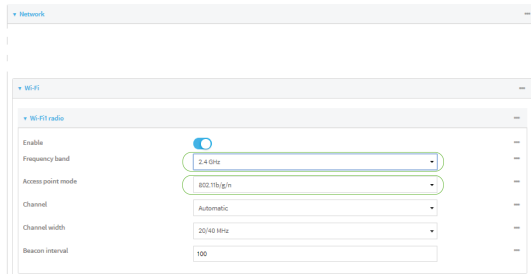 Network
Wi-Fi
Wi-Fi1 radio
Enable
Frequency band 2.4 GHz
Access point mode 802.11b/g/n
Channel Automatic
Channel width 20/40 MHz
Beacon interval 100